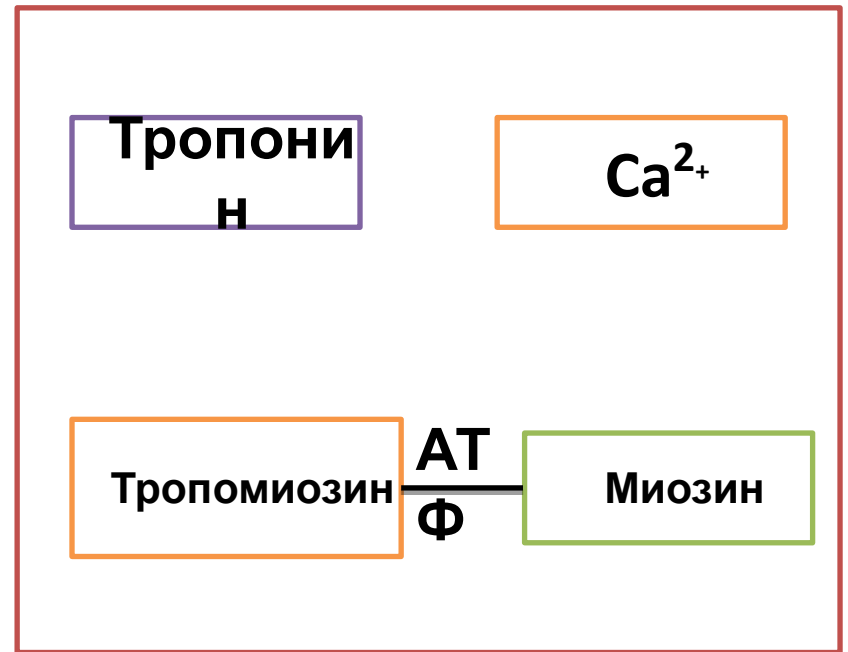 Тропони
н
Ca²⁺
АТ
Ф
Тропомиозин
Миозин